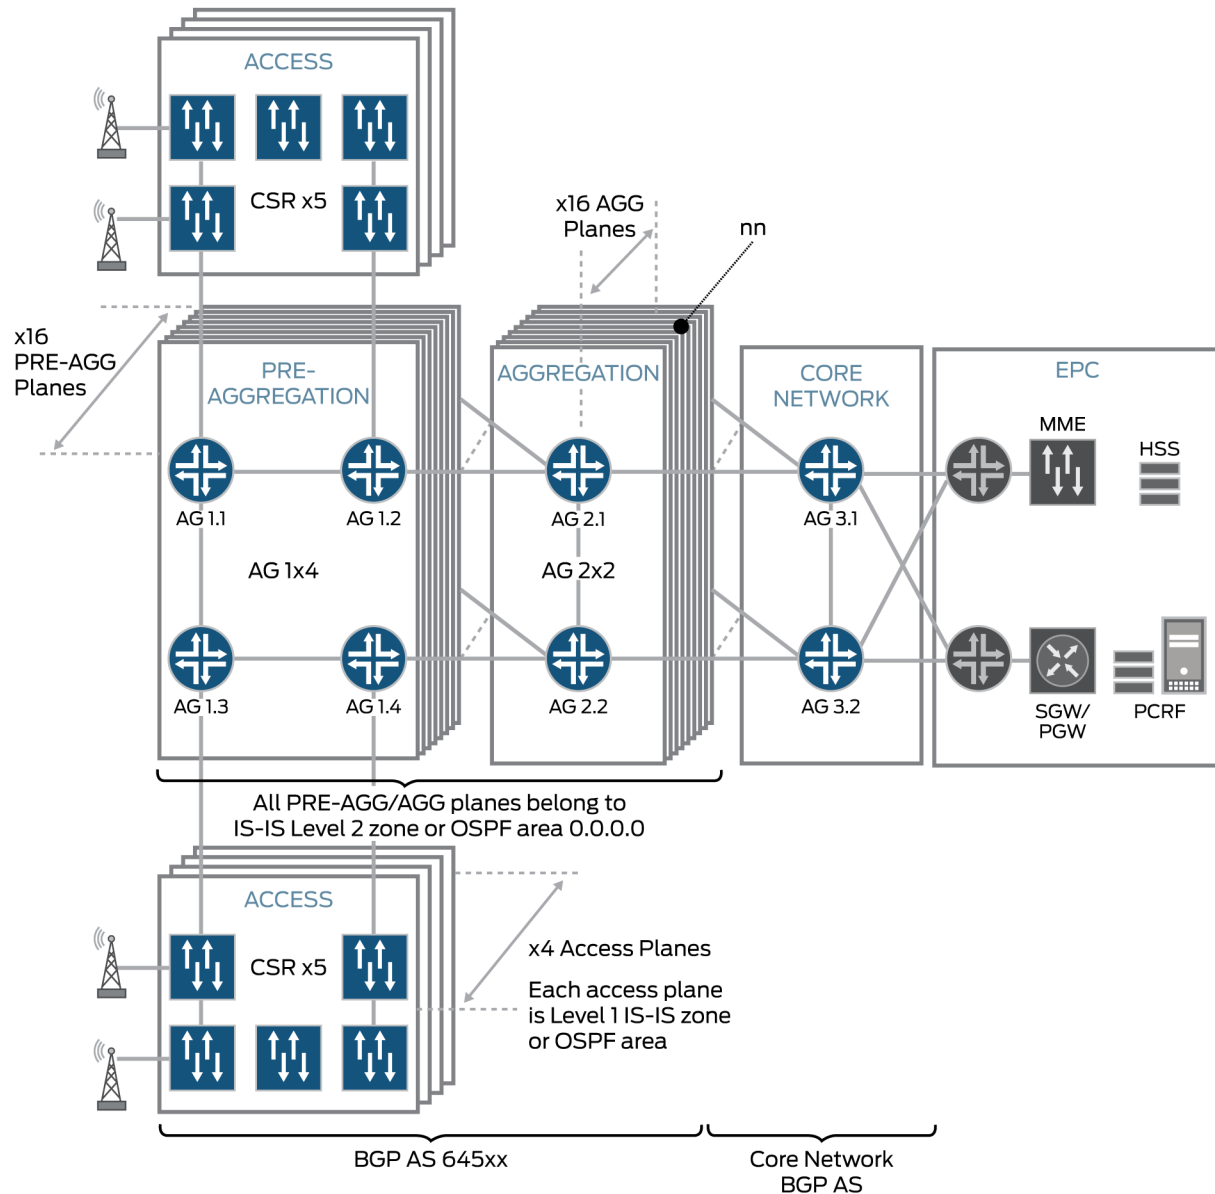 ACCESS
CSR x5
x16 AGG
Planes
nn
x16
PRE-AGG
Planes
PRE-
AGGREGATION
AGGREGATION
CORE
NETWORK
EPC
MME
HSS
AG 1.1
AG 1.2
AG 2.1
AG 3.1
AG 1x4
AG 2x2
AG 1.3
AG 1.4
AG 2.2
AG 3.2
SGW/
PGW
PCRF
All PRE-AGG/AGG planes belong to
IS-IS Level 2 zone or OSPF area 0.0.0.0
ACCESS
CSR x5
x4 Access Planes
Each access plane
is Level 1 IS-IS zone
or OSPF area
BGP AS 645xx
Core Network
BGP AS